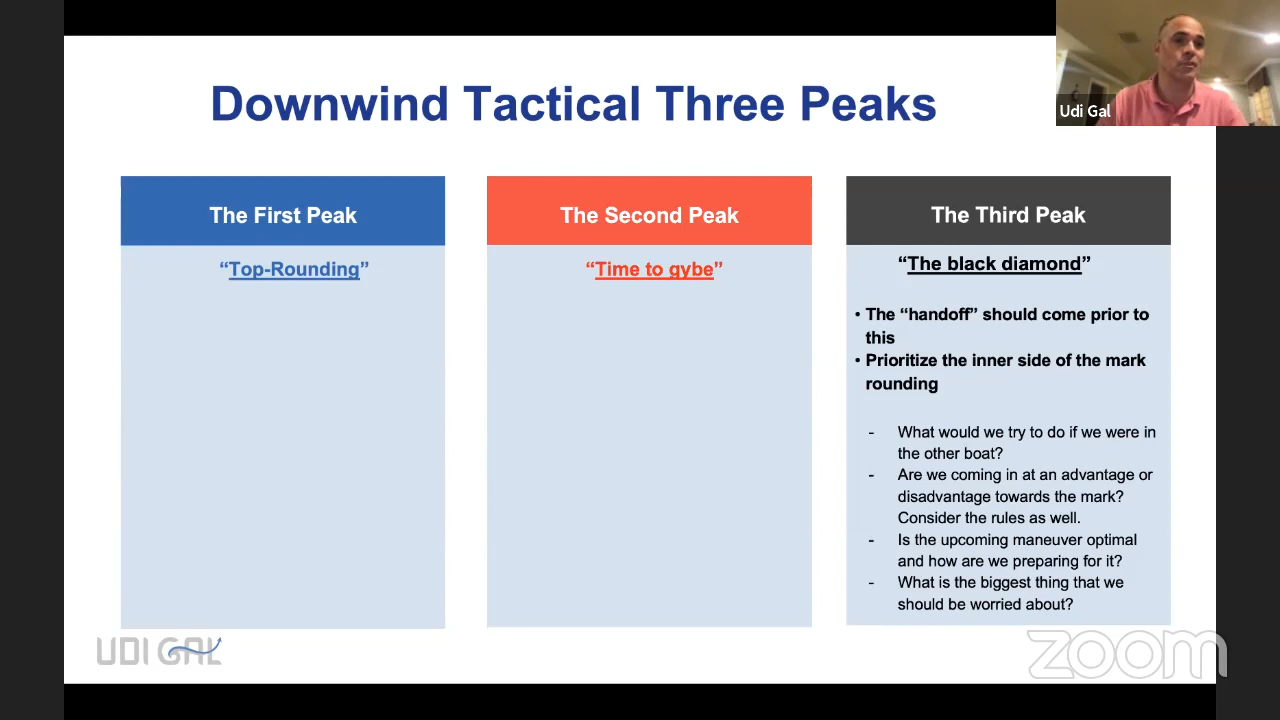 Downwind Tactical Three Peaks
Udi Gal
The First Peak
“Top-Rounding”
The Second Peak
“Time to gybe”
The Third Peak
“The black diamond”
• The “handoff” should come prior to
this
• Prioritize the inner side of the mark
rounding
- What would we try to do if we were in
the other boat?
- Are we coming in at an advantage or
disadvantage towards the mark?
Consider the rules as well.
- Is the upcoming maneuver optimal
and how are we preparing for it?
- What is the biggest thing that we
should be worried about?
UDI GAL
zoom